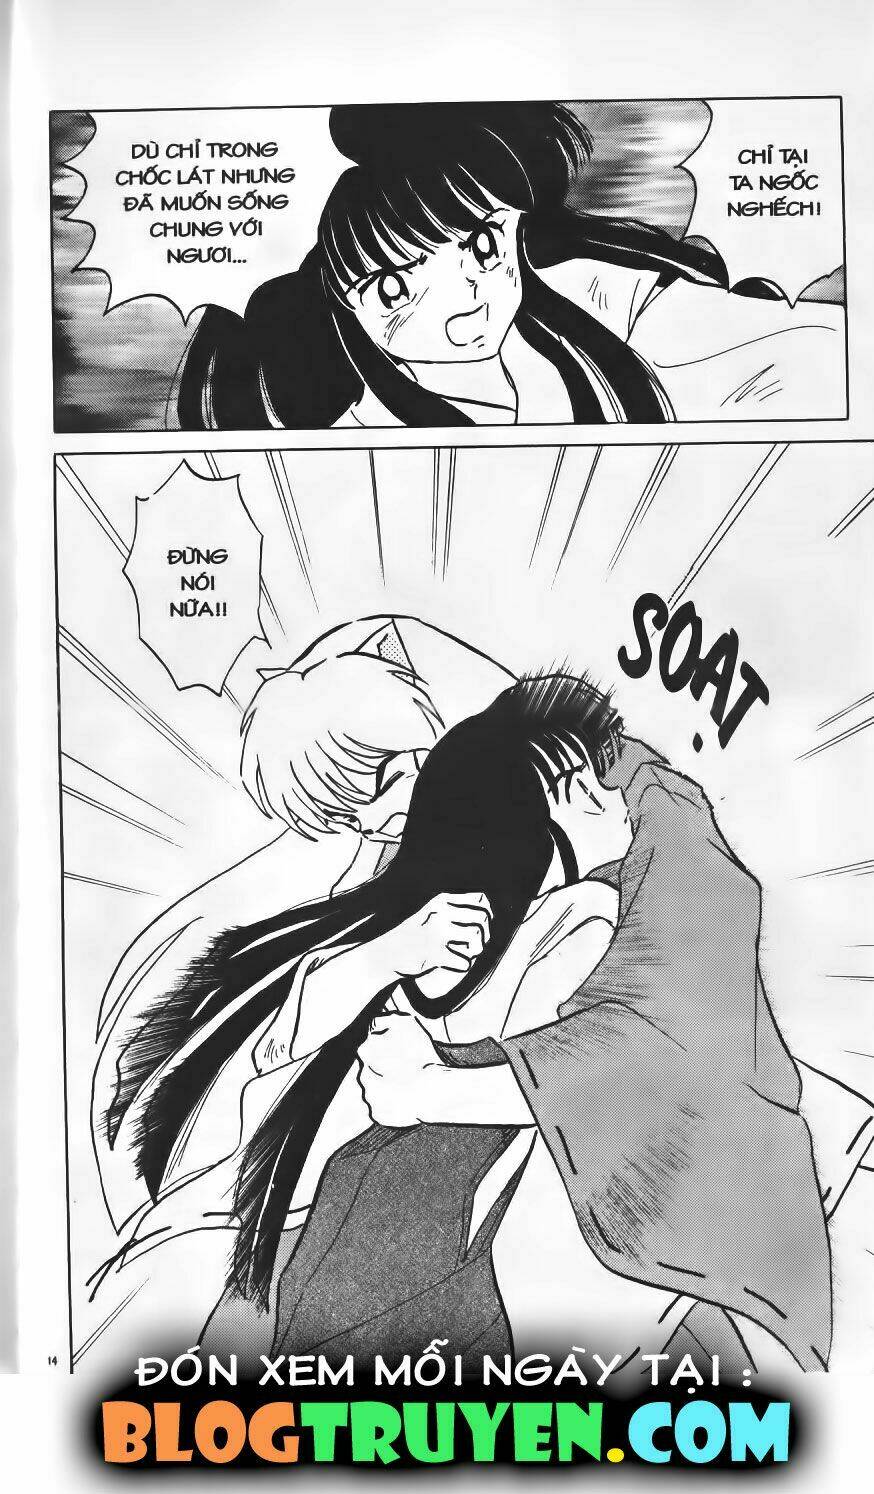 CHỈ TẠI
TA NGỐC
NGHẾCH!
DÙ CHỈ TRONG
CHỐC LÁT NHƯNG
ĐÃ MUỐN SỐNG
CHUNG VỚI
NGƯƠI...
ĐỪNG
NÓI
NỮA!!
SOẠT
14
ĐÓN XEM MỖI NGÀY TẠI :
BLOGTRUYEN.COM